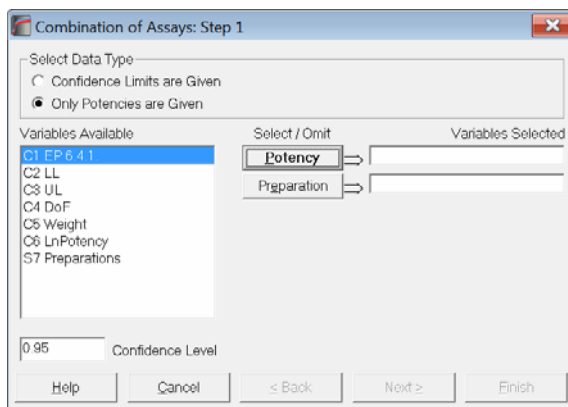 Combination of Assays: Step 1
Select Data Type
Confidence Limits are Given
Only Potencies are Given
Variables Available
Select / Omit
Variables Selected
C1 EP 6.4.1.
C2 LL
C3 UL
C4 DoF
C5 Weight
C6 LnPotency
S7 Preparations
Potency
Preparation
0.95 Confidence Level
Help Cancel < Back Next > Finish